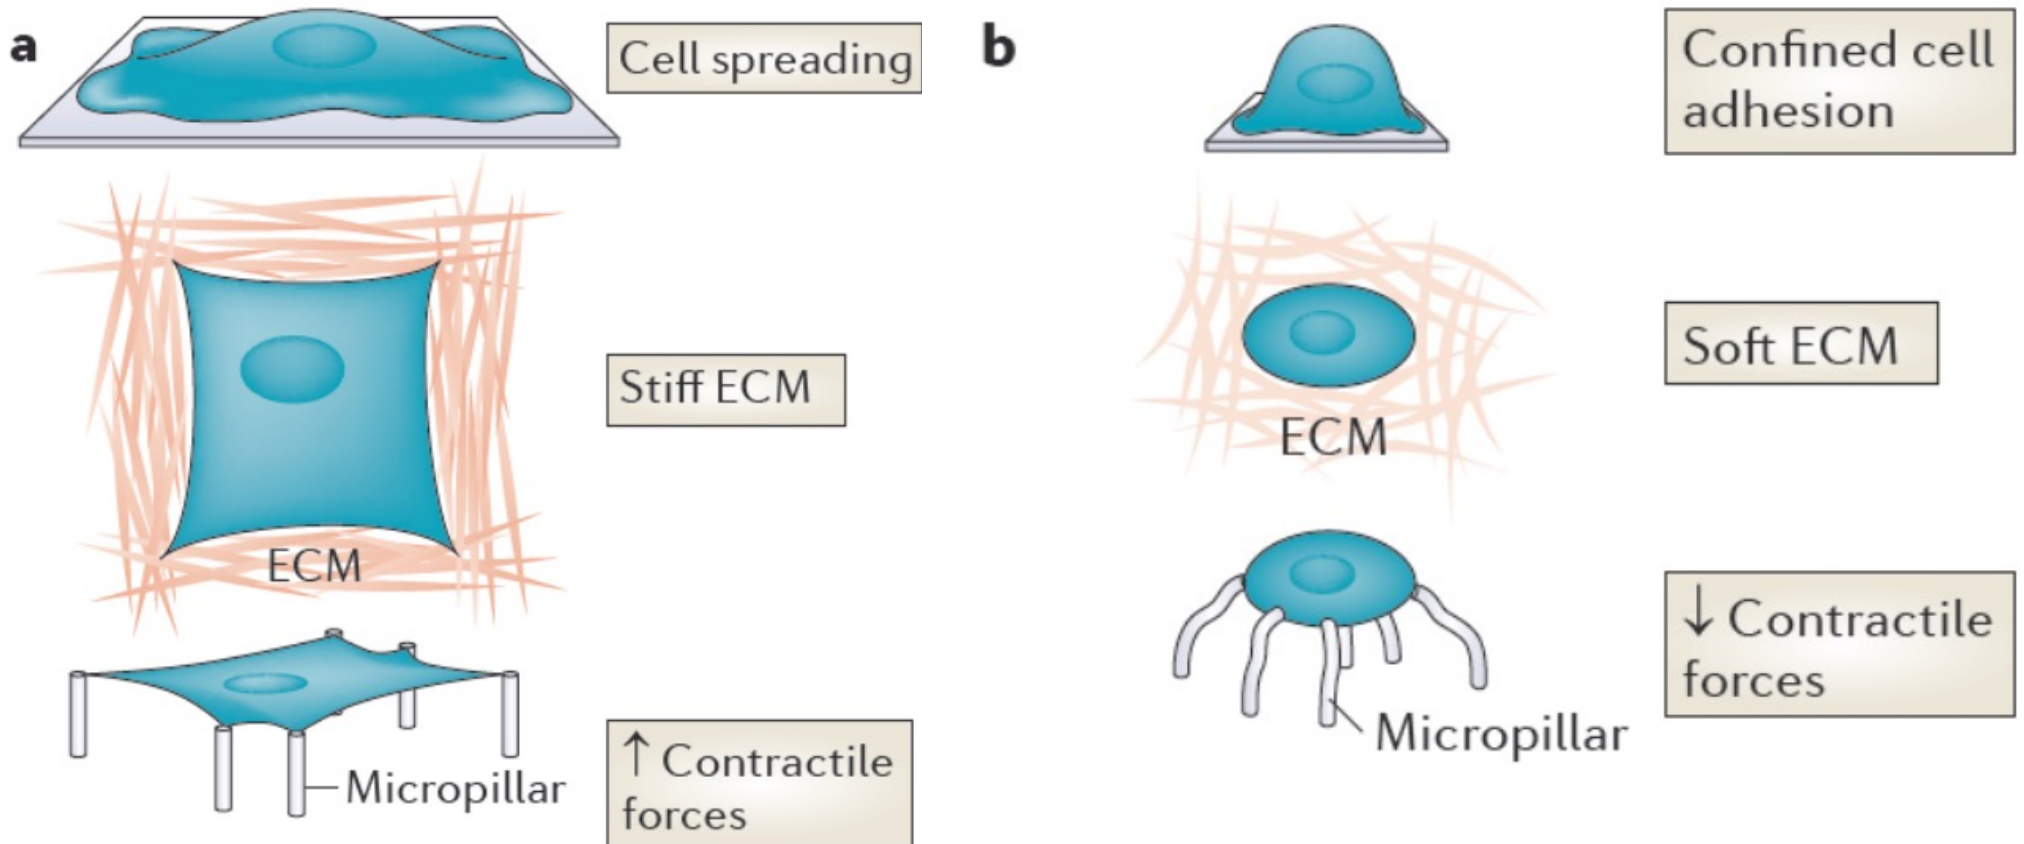 a
Cell spreading
Stiff ECM
ECM
↑ Contractile
forces
Micropillar
b
Confined cell
adhesion
Soft ECM
ECM
↓ Contractile
forces
Micropillar